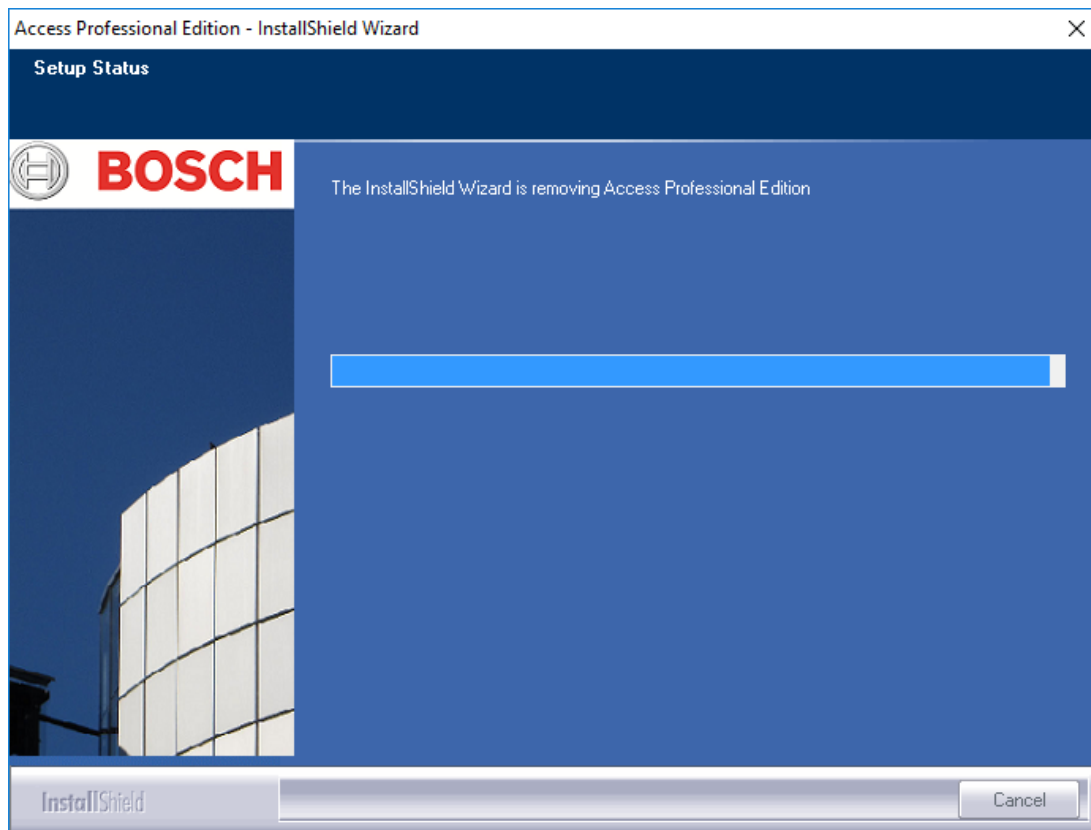 Access Professional Edition - InstallShield Wizard
Setup Status
BOSCH
The InstallShield Wizard is removing Access Professional Edition
InstallShield
Cancel